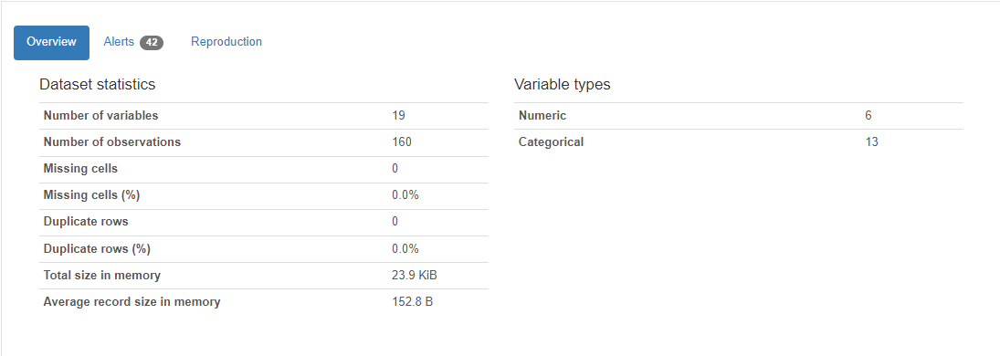 Overview Alerts 42 Reproduction
Dataset statistics
Number of variables 19
Number of observations 160
Missing cells 0
Missing cells (%) 0.0%
Duplicate rows 0
Duplicate rows (%) 0.0%
Total size in memory 23.9 KiB
Average record size in memory 152.8 B
Variable types
Numeric 6
Categorical 13